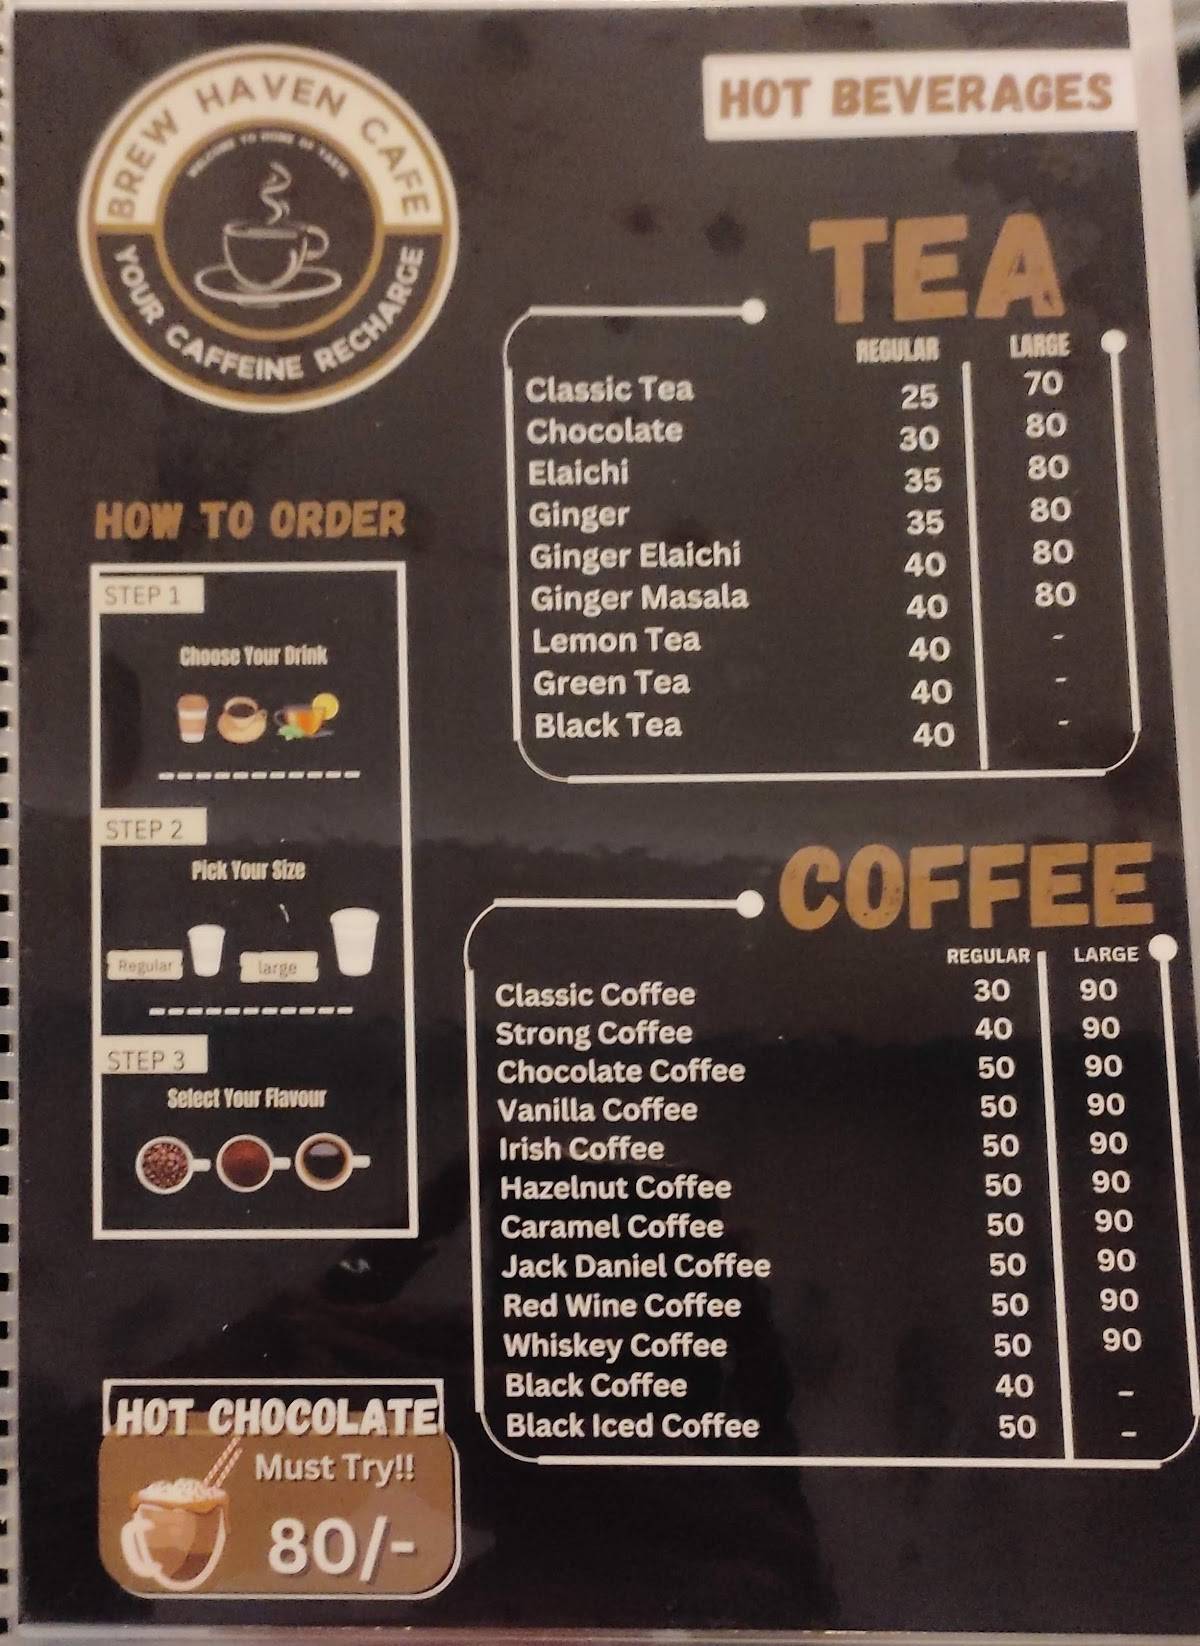 BREW HAVEN CAFE
WELCOME TO HOME OF TASTE
YOUR CAFFEINE RECHARGE
HOT BEVERAGES
TEA
REGULAR LARGE
Classic Tea 25 70
Chocolate 30 80
Elaichi 35 80
Ginger 35 80
Ginger Elaichi 40 80
Ginger Masala 40 80
Lemon Tea 40 -
Green Tea 40 -
Black Tea 40 -
HOW TO ORDER
STEP 1
Choose Your Drink
STEP 2
Pick Your Size
Regular large
STEP 3
Select Your Flavour
COFFEE
REGULAR LARGE
Classic Coffee 30 90
Strong Coffee 40 90
Chocolate Coffee 50 90
Vanilla Coffee 50 90
Irish Coffee 50 90
Hazelnut Coffee 50 90
Caramel Coffee 50 90
Jack Daniel Coffee 50 90
Red Wine Coffee 50 90
Whiskey Coffee 50 90
Black Coffee 40 -
Black Iced Coffee 50 -
HOT CHOCOLATE
Must Try!!
80/-